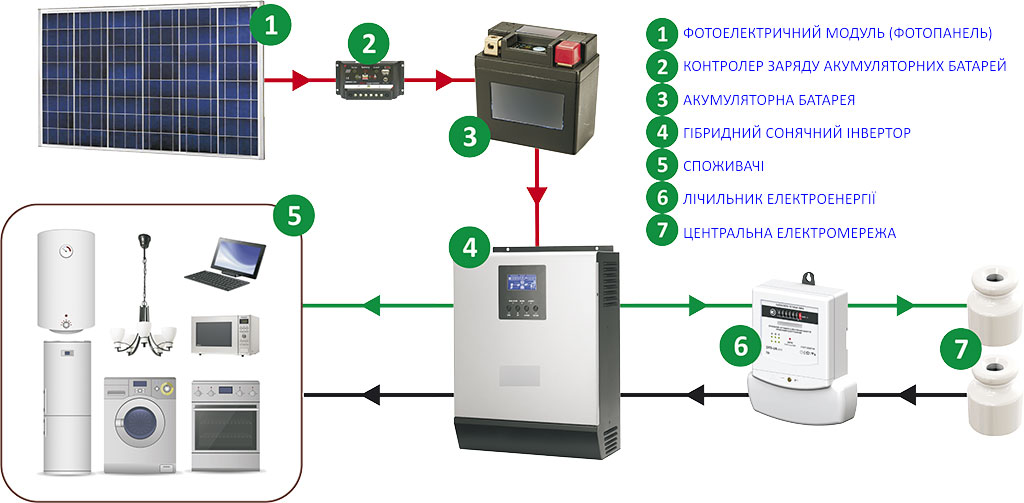 1
2
3
4
5
6
7
1 ФОТОЕЛЕКТРИЧНИЙ МОДУЛЬ (ФОТОПАНЕЛЬ)
2 КОНТРОЛЕР ЗАРЯДУ АКУМУЛЯТОРНИХ БАТАРЕЙ
3 АКУМУЛЯТОРНА БАТАРЕЯ
4 ГІБРИДНИЙ СОНЯЧНИЙ ІНВЕРТОР
5 СПОЖИВАЧІ
6 ЛІЧИЛЬНИК ЕЛЕКТРОЕНЕРГІЇ
7 ЦЕНТРАЛЬНА ЕЛЕКТРОМЕРЕЖА